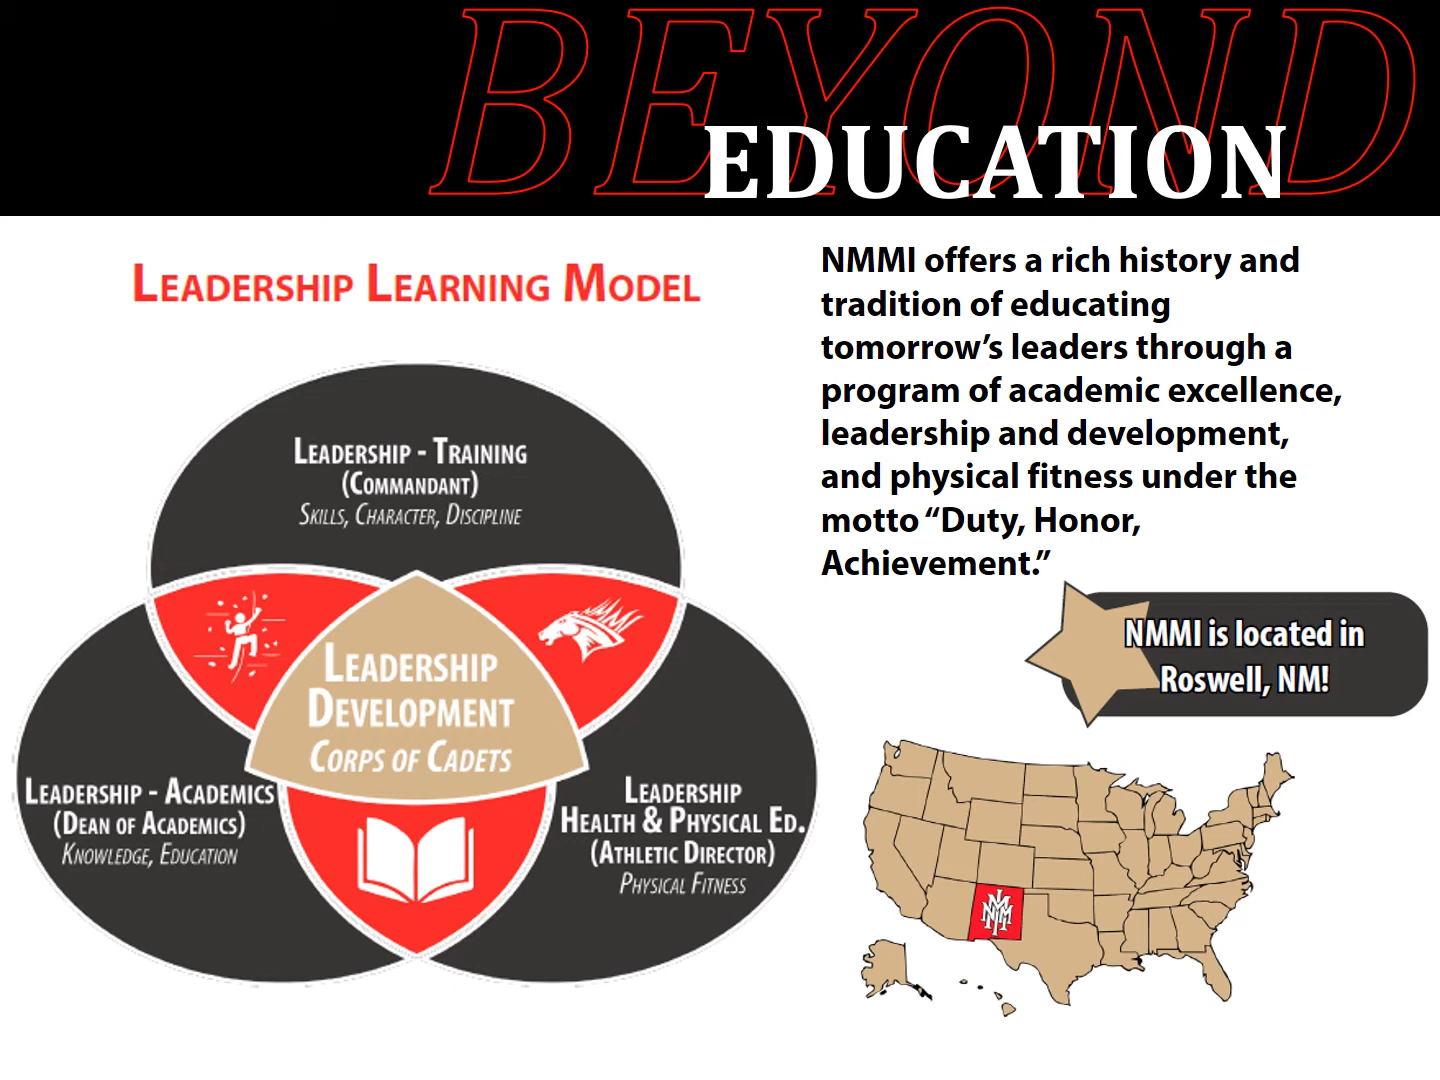 BEYOND
EDUCATION
LEADERSHIP LEARNING MODEL
NMMI offers a rich history and
tradition of educating
tomorrow’s leaders through a
program of academic excellence,
leadership and development,
and physical fitness under the
motto “Duty, Honor,
Achievement.”
LEADERSHIP - TRAINING
(COMMANDANT)
SKILLS, CHARACTER, DISCIPLINE
LEADERSHIP
DEVELOPMENT
CORPS OF CADETS
LEADERSHIP - ACADEMICS
(DEAN OF ACADEMICS)
KNOWLEDGE, EDUCATION
LEADERSHIP
HEALTH & PHYSICAL ED.
(ATHLETIC DIRECTOR)
PHYSICAL FITNESS
NMMI is located in
Roswell, NM!
NMMI